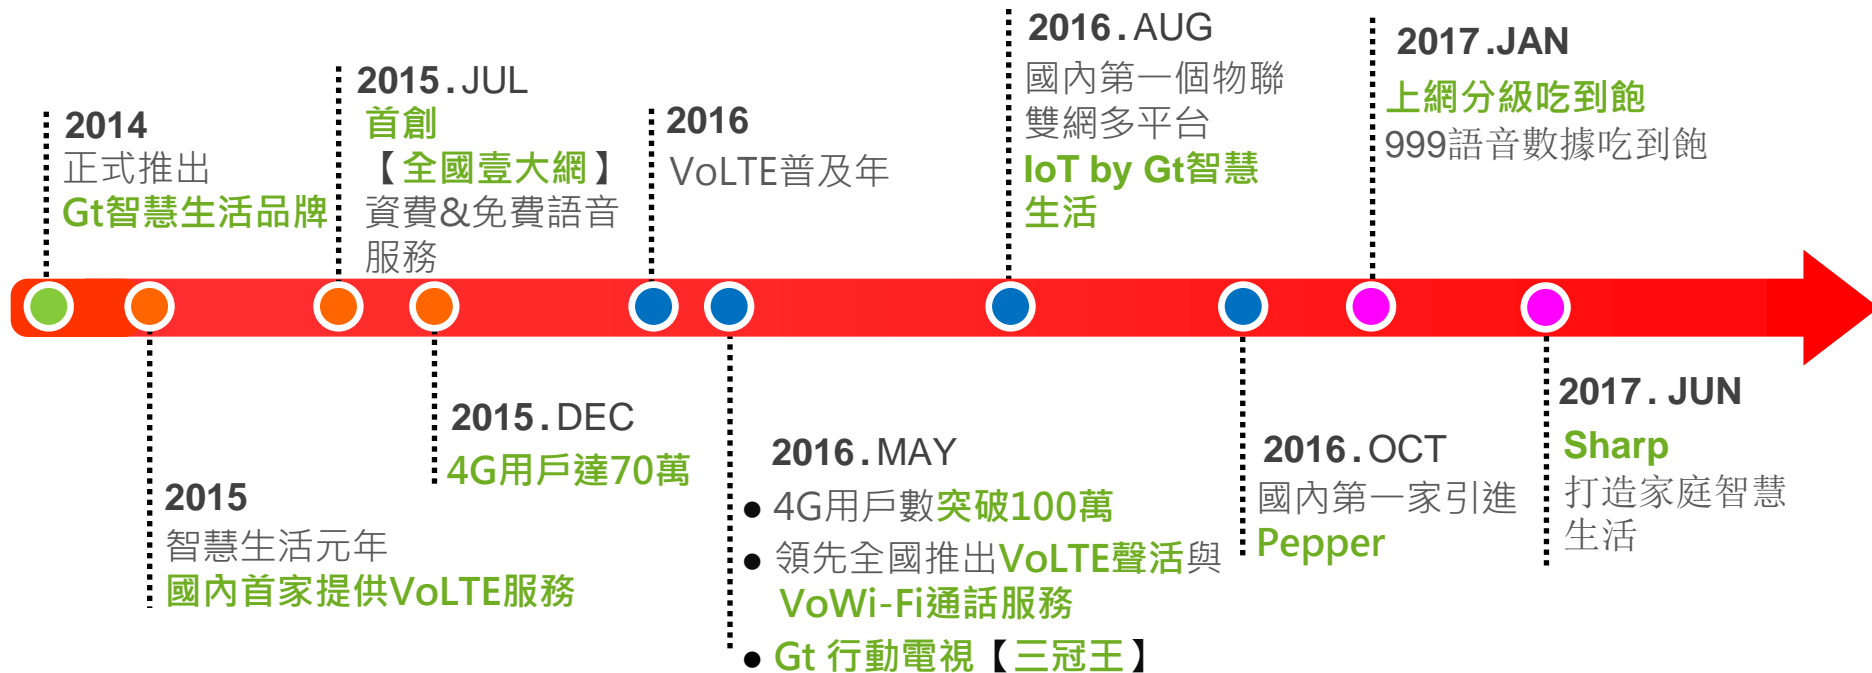 2014
正式推出
Gt智慧生活品牌
2015
智慧生活元年
國內首家提供VoLTE服務
2015.JUL
首創
【全國壹大網】
資費&免費語音
服務
2015.DEC
4G用戶達70萬
2016
VoLTE普及年
2016.MAY
● 4G用戶數突破100萬
● 領先全國推出VoLTE聲活與
VoWi-Fi通話服務
● Gt 行動電視【三冠王】
2016.AUG
國內第一個物聯
雙網多平台
IoT by Gt智慧
生活
2016.OCT
國內第一家引進
Pepper
2017.JAN
上網分級吃到飽
999語音數據吃到飽
2017. JUN
Sharp
打造家庭智慧
生活